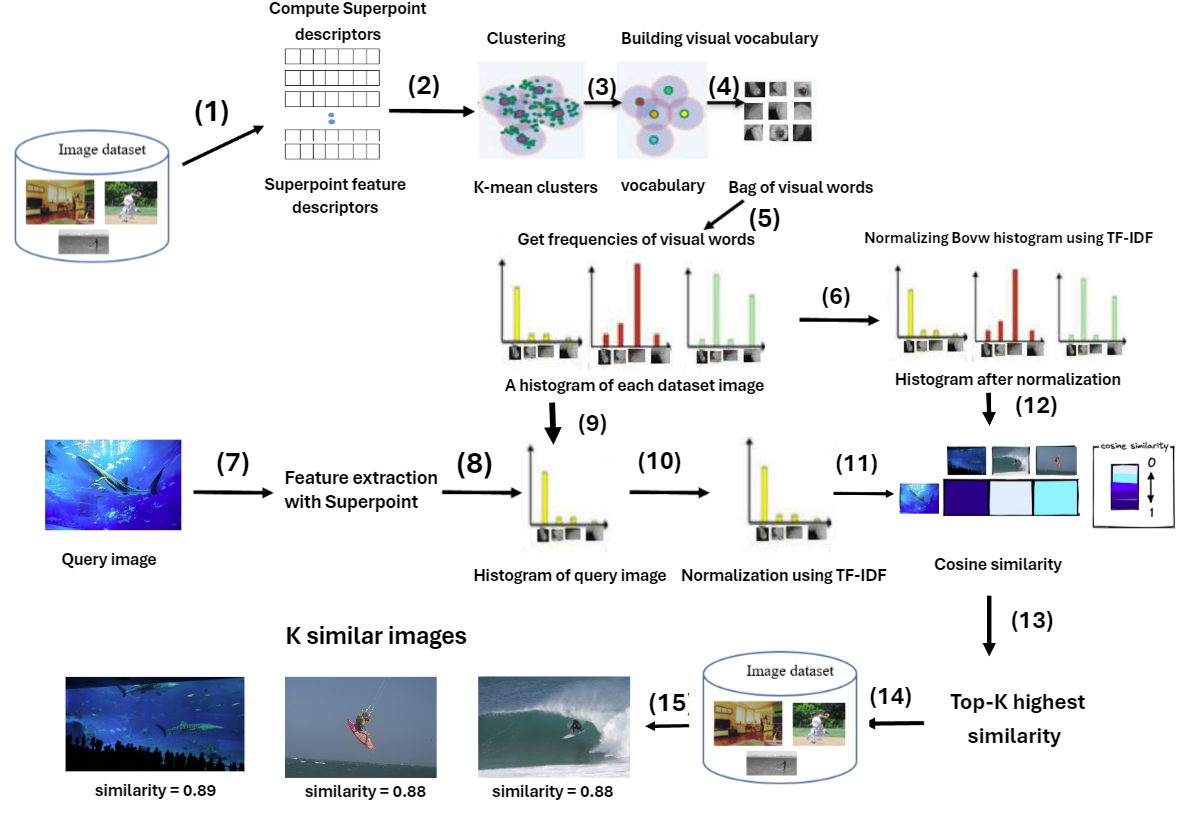 Compute Superpoint
descriptors
Clustering
Building visual vocabulary
(1)
(2)
(3)
(4)
Image dataset
Superpoint feature
descriptors
K-mean clusters
vocabulary
Bag of visual words
(5)
Get frequencies of visual words
Normalizing Bovw histogram using TF-IDF
(6)
A histogram of each dataset image
Histogram after normalization
(9)
(12)
(7)
Feature extraction
with Superpoint
(8)
(10)
(11)
cosine similarity
0
1
Query image
Histogram of query image
Normalization using TF-IDF
Cosine similarity
(13)
K similar images
Image dataset
(15)
(14)
Top-K highest
similarity
similarity = 0.89
similarity = 0.88
similarity = 0.88